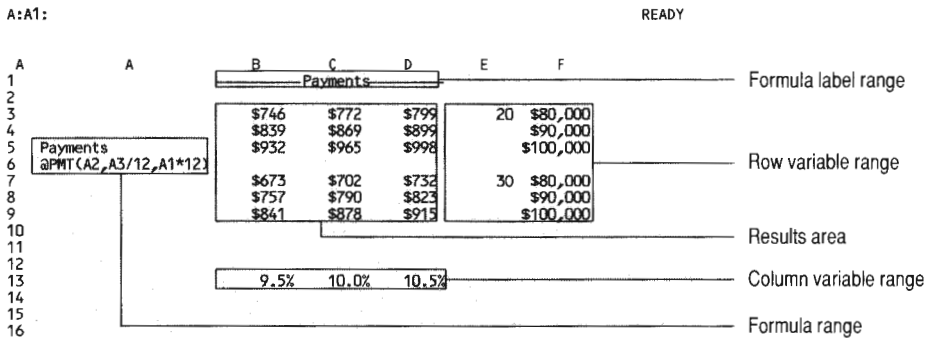 A:A1: READY
A A B C D E F
1 Payments Formula label range
2
3 $746 $772 $799 20 $80,000
4 $839 $869 $899 $90,000
5 Payments $932 $965 $998 $100,000
6 @PMT(A2,A3/12,A1*12) Row variable range
7 $673 $702 $732 30 $80,000
8 $757 $790 $823 $90,000
9 $841 $878 $915 $100,000
10 Results area
11
12
13 9.5% 10.0% 10.5% Column variable range
14
15
16 Formula range